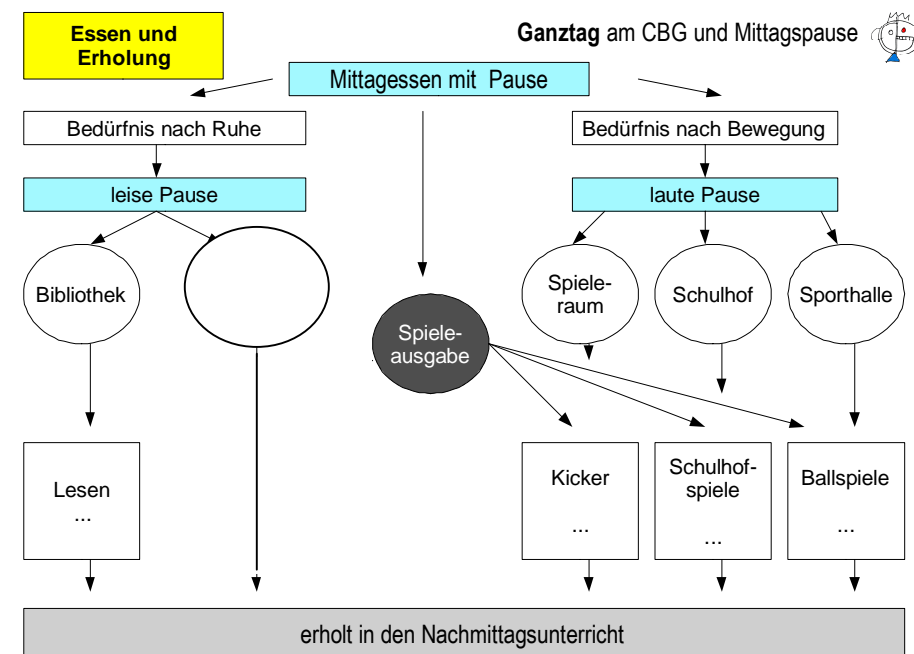 Essen und
Erholung
Ganztag am CBG und Mittagspause
Mittagessen mit Pause
Bedürfnis nach Ruhe
Bedürfnis nach Bewegung
leise Pause
laute Pause
Bibliothek
Spiele-
raum
Schulhof
Sporthalle
Spiele-
ausgabe
Lesen
...
Kicker
...
Schulhof-
spiele
...
Ballspiele
...
erholt in den Nachmittagsunterricht